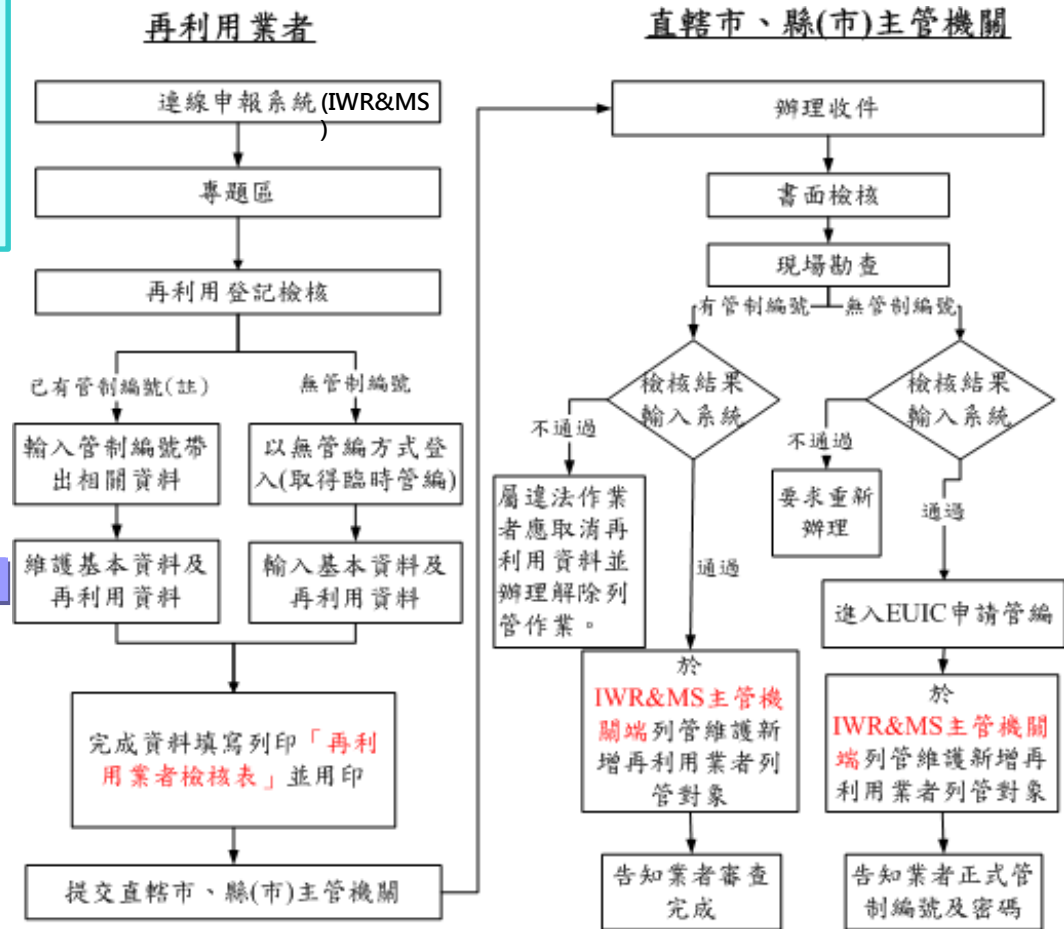 再利用業者
連線申報系統(IWR&MS
)
專題區
再利用登記檢核
已有管制編號(註)
無管制編號
輸入管制編號帶
出相關資料
以無管編方式登
入(取得臨時管編)
維護基本資料及
再利用資料
輸入基本資料及
再利用資料
完成資料填寫列印「再利
用業者檢核表」並用印
提交直轄市、縣(市)主管機關
直轄市、縣(市)主管機關
辦理收件
書面檢核
現場勘查
有管制編號
無管制編號
檢核結果
輸入系統
不通過
屬違法作業
者應取消再
利用資料並
辦理解除列
管作業。
通過
於
IWR&MS主管機
關端列管維護新
增再利用業者列
管對象
告知業者審查
完成
檢核結果
輸入系統
不通過
要求重新
辦理
通過
進入EUIC申請管編
於
IWR&MS主管機關
端列管維護新增再
利用業者列管對象
告知業者正式管
制編號及密碼